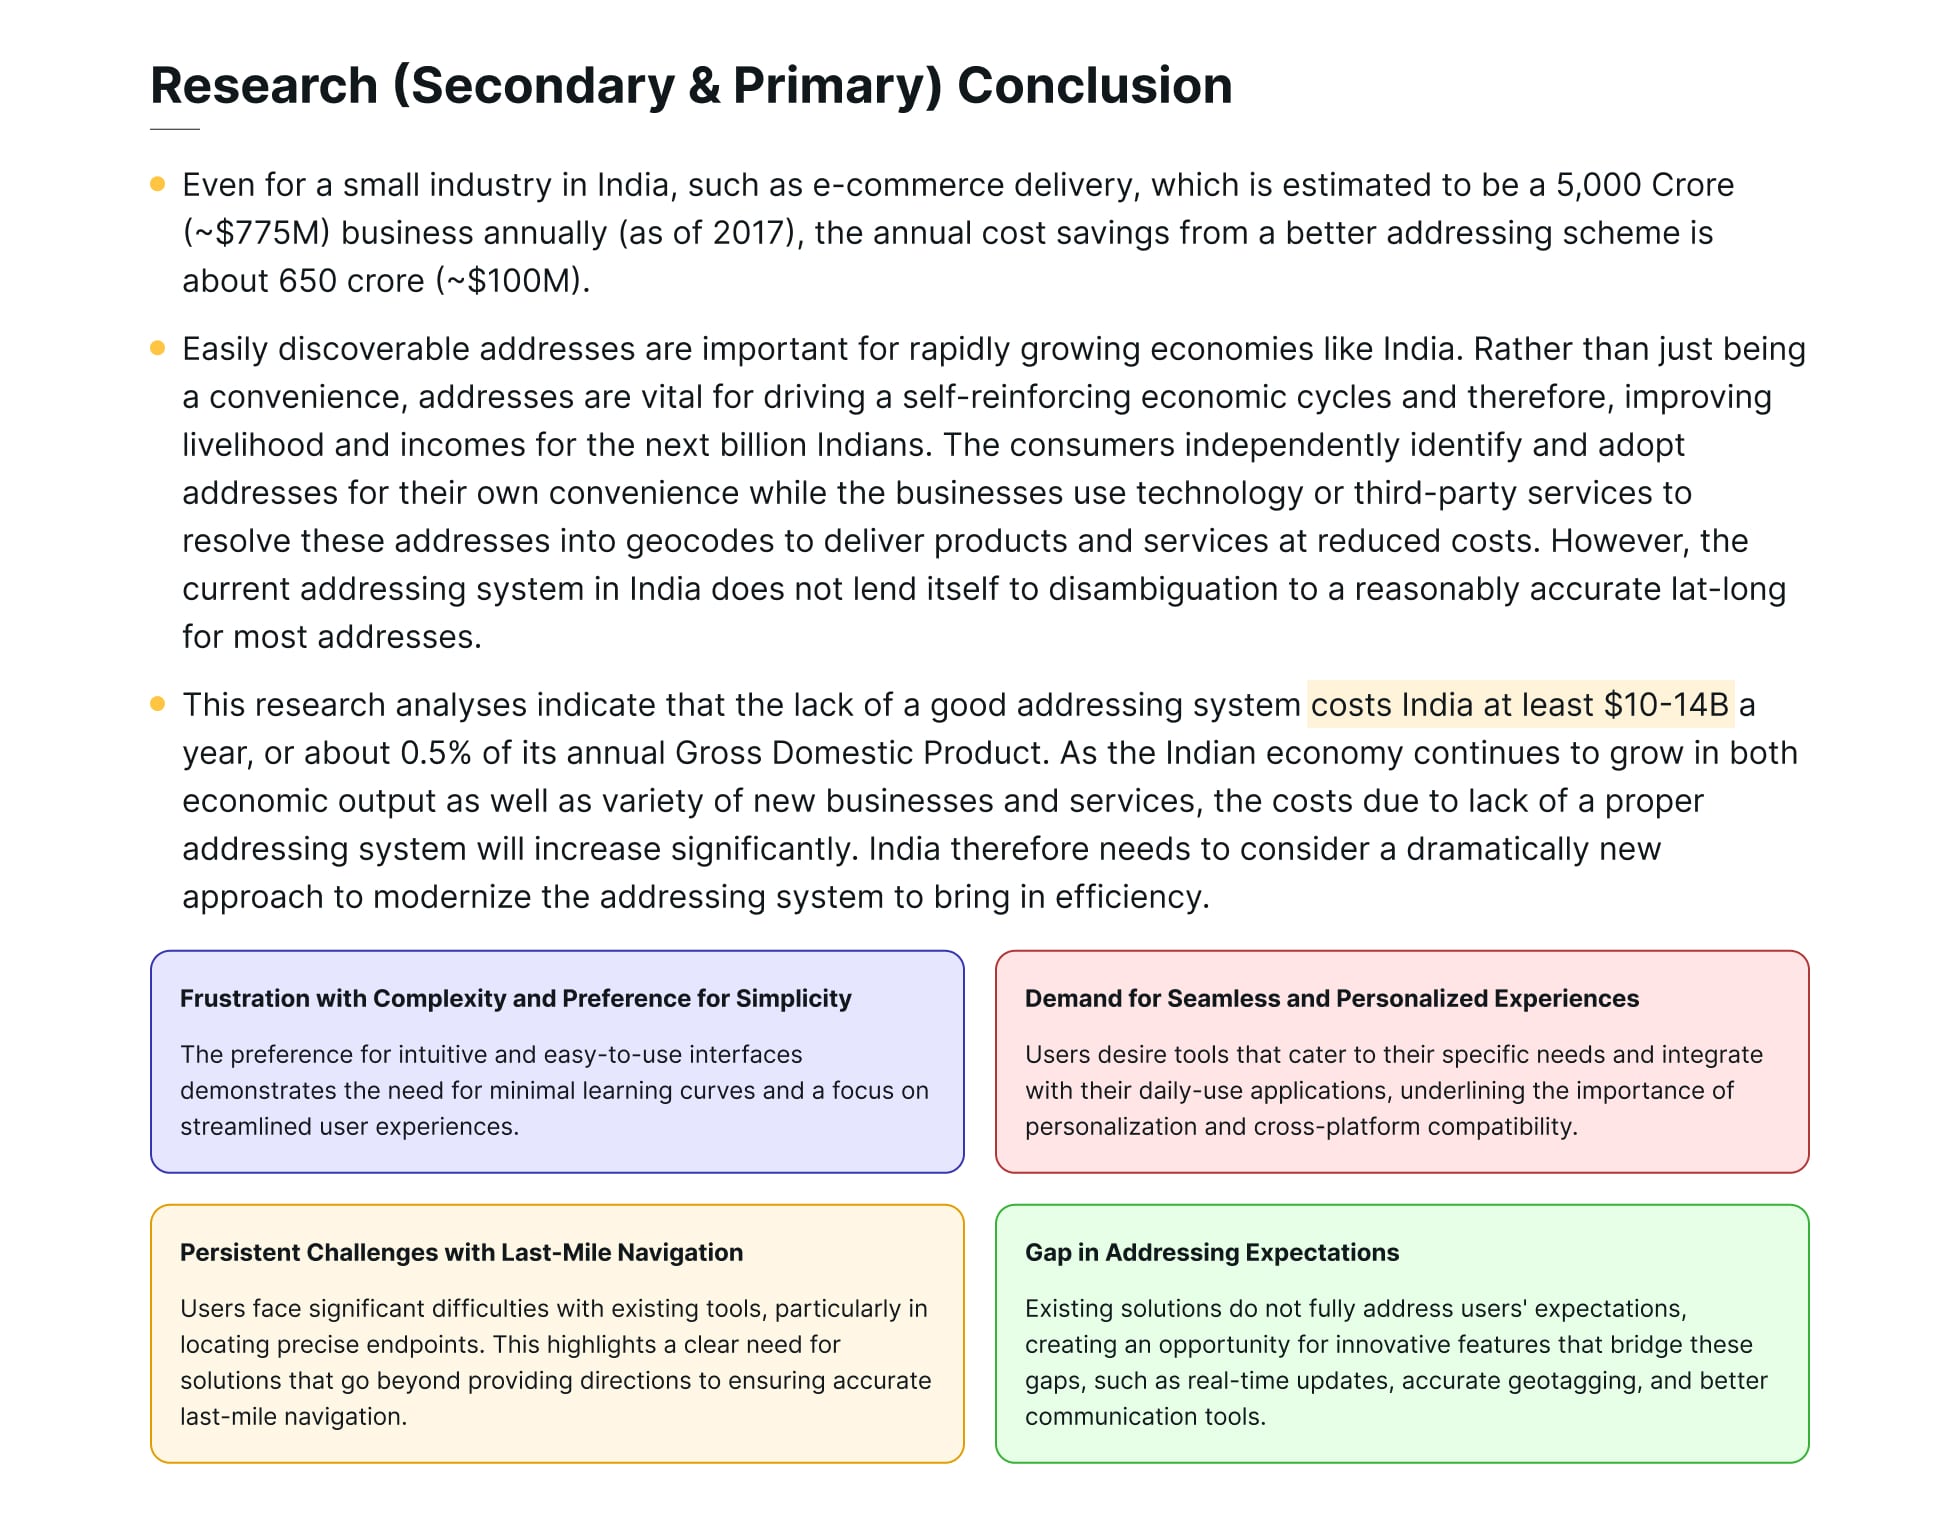 Research (Secondary & Primary) Conclusion
Even for a small industry in India, such as e-commerce delivery, which is estimated to be a 5,000 Crore
(~$775M) business annually (as of 2017), the annual cost savings from a better addressing scheme is
about 650 crore (~$100M).
Easily discoverable addresses are important for rapidly growing economies like India. Rather than just being
a convenience, addresses are vital for driving a self-reinforcing economic cycles and therefore, improving
livelihood and incomes for the next billion Indians. The consumers independently identify and adopt
addresses for their own convenience while the businesses use technology or third-party services to
resolve these addresses into geocodes to deliver products and services at reduced costs. However, the
current addressing system in India does not lend itself to disambiguation to a reasonably accurate lat-long
for most addresses.
This research analyses indicate that the lack of a good addressing system costs India at least $10-14B a
year, or about 0.5% of its annual Gross Domestic Product. As the Indian economy continues to grow in both
economic output as well as variety of new businesses and services, the costs due to lack of a proper
addressing system will increase significantly. India therefore needs to consider a dramatically new
approach to modernize the addressing system to bring in efficiency.
Frustration with Complexity and Preference for Simplicity
The preference for intuitive and easy-to-use interfaces
demonstrates the need for minimal learning curves and a focus on
streamlined user experiences.
Demand for Seamless and Personalized Experiences
Users desire tools that cater to their specific needs and integrate
with their daily-use applications, underlining the importance of
personalization and cross-platform compatibility.
Persistent Challenges with Last-Mile Navigation
Users face significant difficulties with existing tools, particularly in
locating precise endpoints. This highlights a clear need for
solutions that go beyond providing directions to ensuring accurate
last-mile navigation.
Gap in Addressing Expectations
Existing solutions do not fully address users' expectations,
creating an opportunity for innovative features that bridge these
gaps, such as real-time updates, accurate geotagging, and better
communication tools.